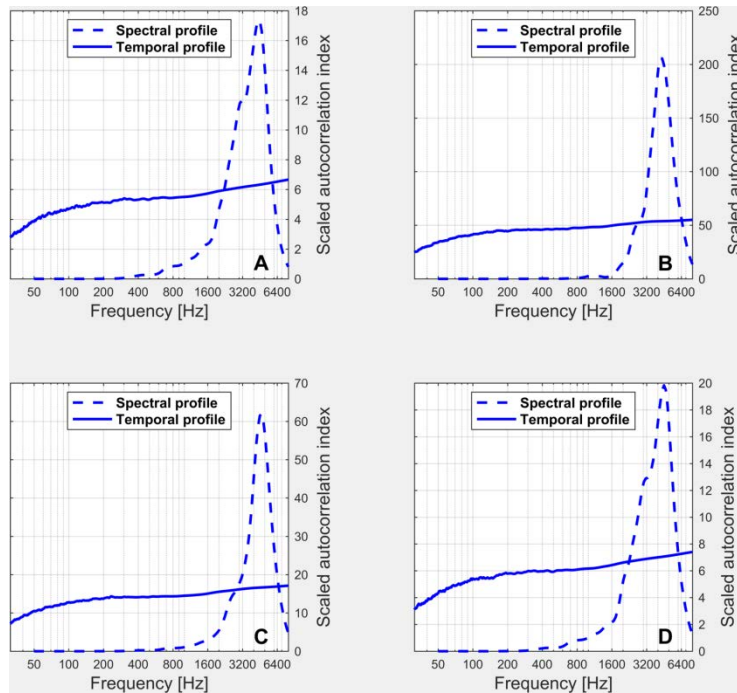 Spectral profile
Temporal profile
18
16
14
12
10
8
6
4
2
0
Scaled autocorrelation index
50 100 200 400 800 1600 3200 6400
Frequency [Hz]
A
Spectral profile
Temporal profile
250
200
150
100
50
0
Scaled autocorrelation index
50 100 200 400 800 1600 3200 6400
Frequency [Hz]
B
Spectral profile
Temporal profile
70
60
50
40
30
20
10
0
Scaled autocorrelation index
50 100 200 400 800 1600 3200 6400
Frequency [Hz]
C
Spectral profile
Temporal profile
20
18
16
14
12
10
8
6
4
2
0
Scaled autocorrelation index
50 100 200 400 800 1600 3200 6400
Frequency [Hz]
D